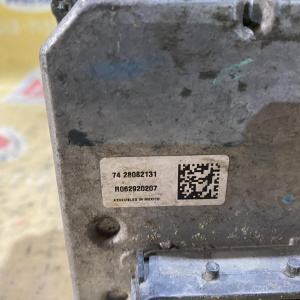 74 28082131
R062920207
ASSEMBLED IN MEXICO